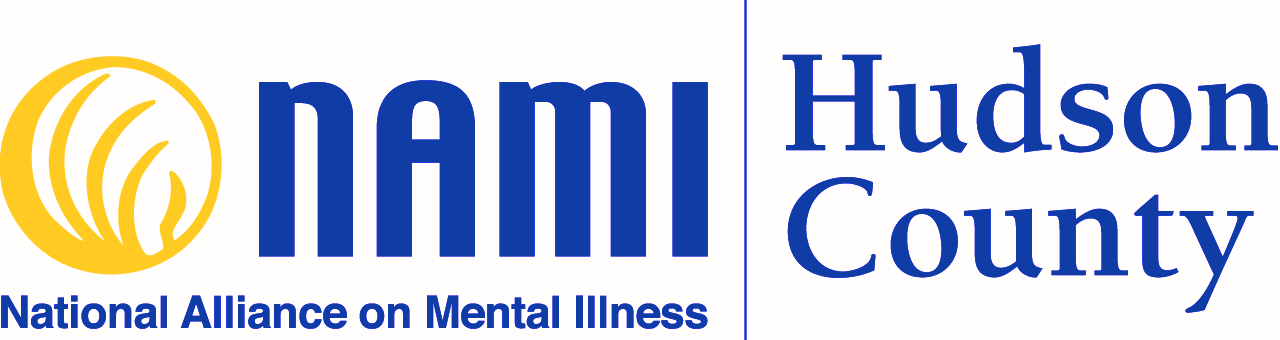 NAMI
National Alliance on Mental Illness
Hudson
County